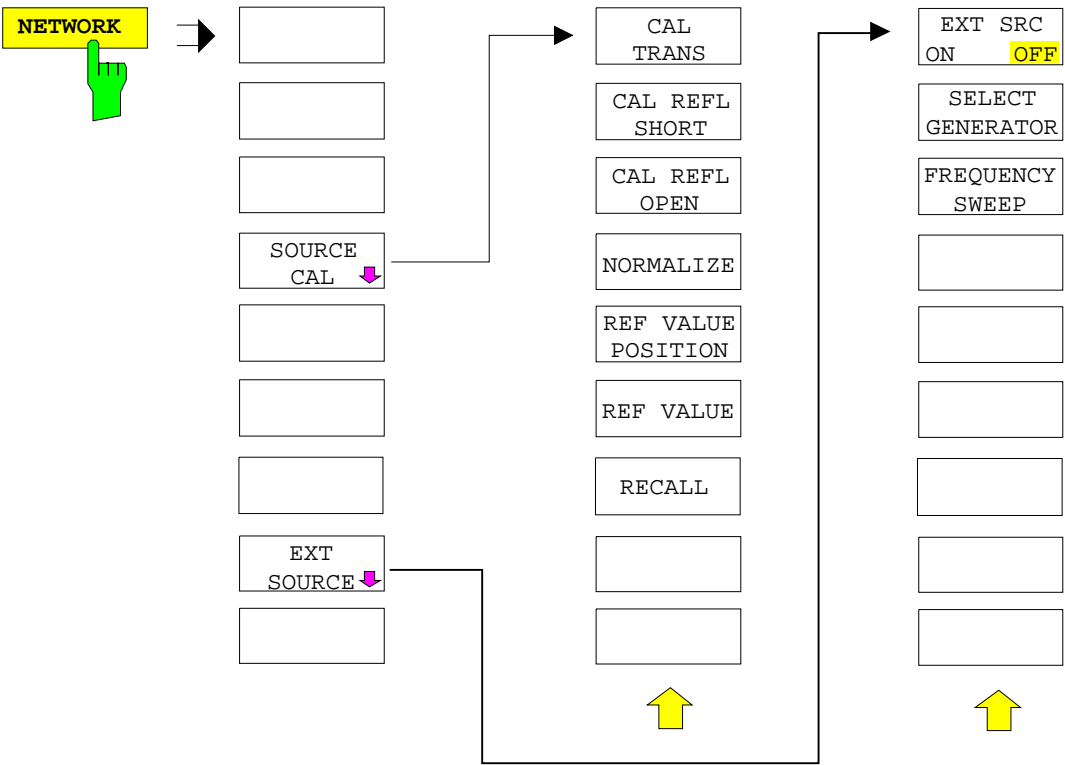 NETWORK
SOURCE
CAL
EXT
SOURCE
CAL
TRANS
CAL REFL
SHORT
CAL REFL
OPEN
NORMALIZE
REF VALUE
POSITION
REF VALUE
RECALL
EXT SRC
ON OFF
SELECT
GENERATOR
FREQUENCY
SWEEP